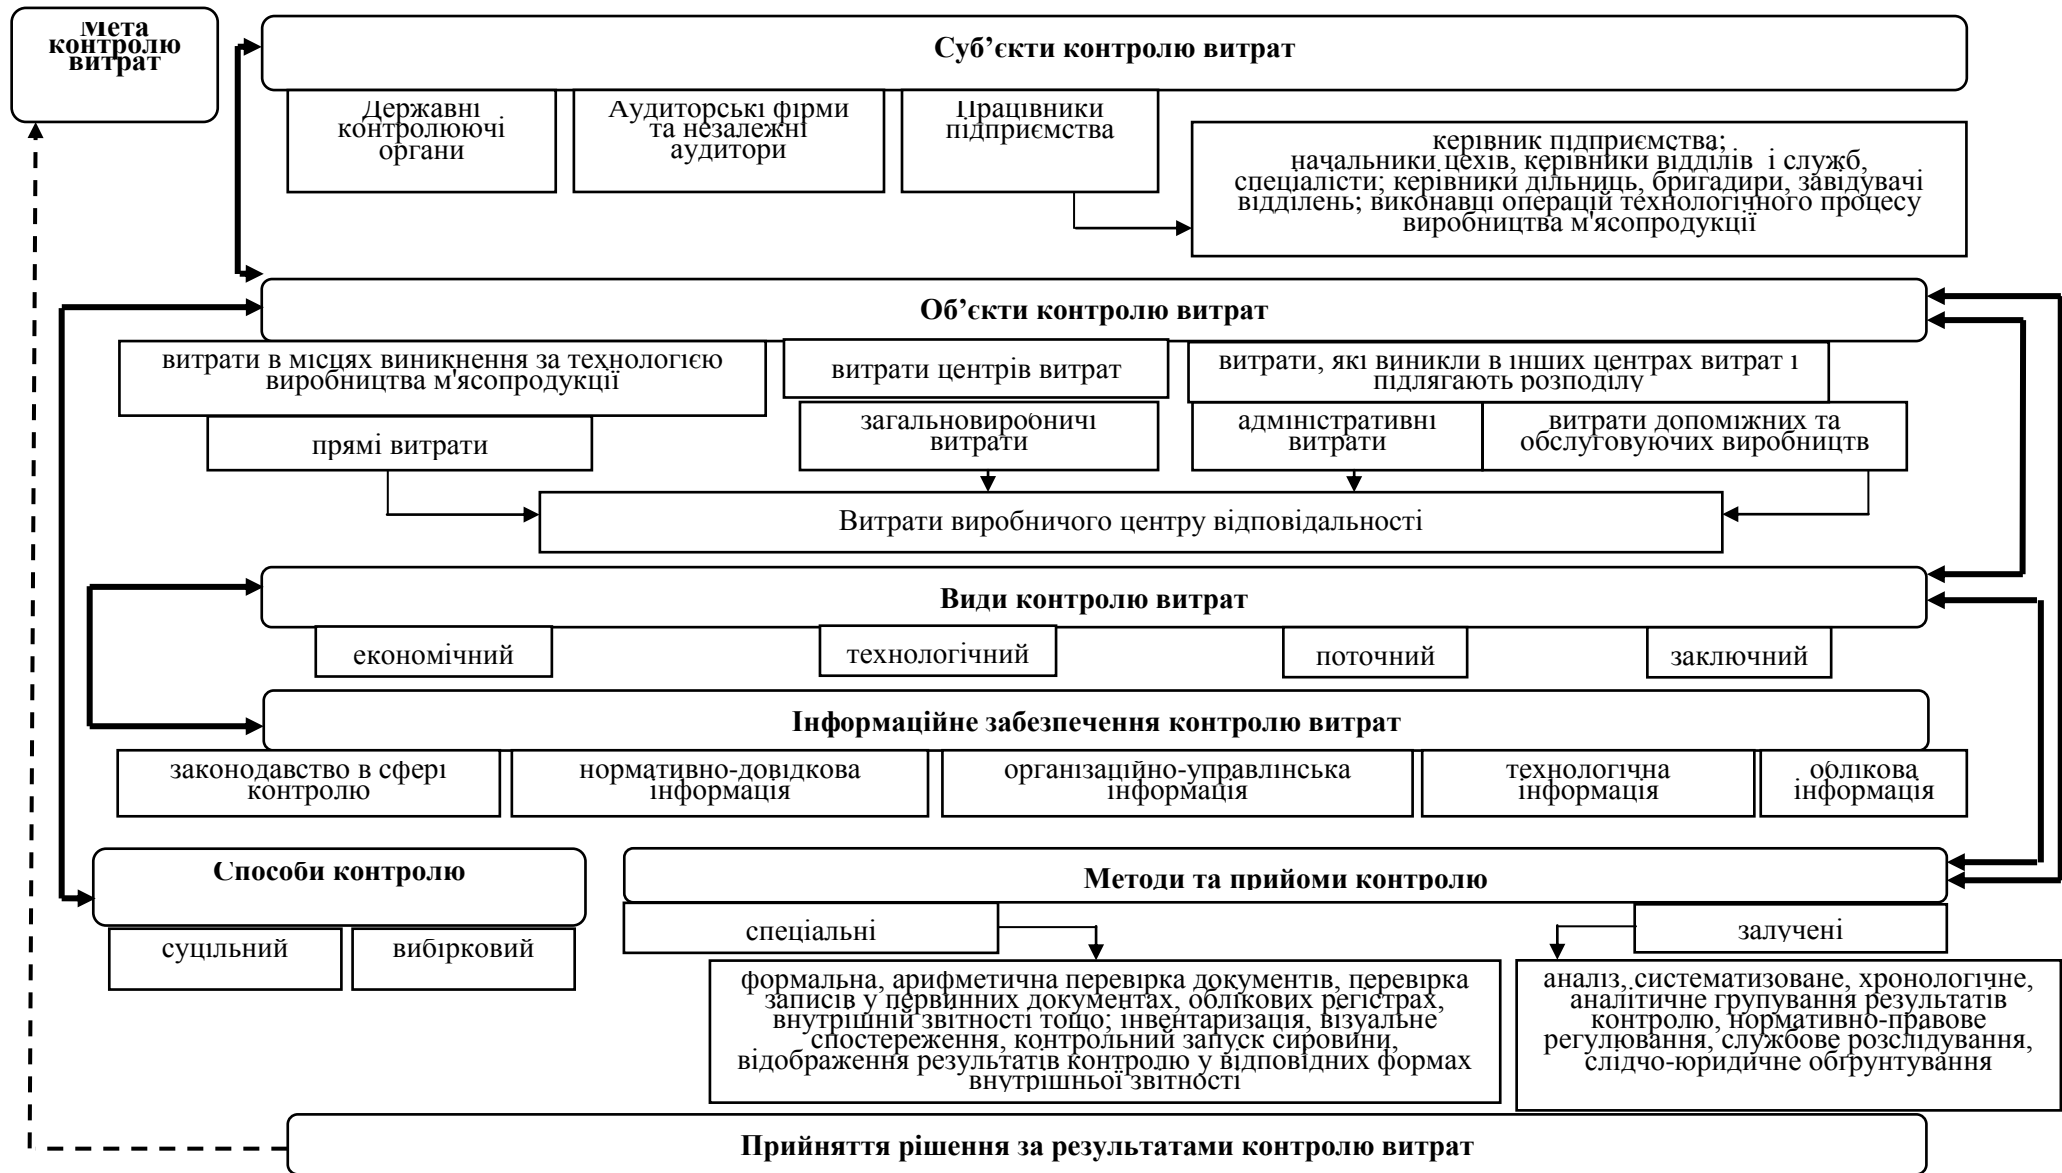 Мета
контролю
витрат
Суб’єкти контролю витрат
Державні
контролюючі
органи
Аудиторські фірми
та незалежні
аудитори
Працівники
підприємства
керівник підприємства;
начальники цехів, керівники відділів і служб,
спеціалісти; керівники дільниць, бригадири, завідувачі
відділень; виконавці операцій технологічного процесу
виробництва м'ясопродукції
Об’єкти контролю витрат
витрати в місцях виникнення за технологією
виробництва м'ясопродукції
витрати центрів витрат
витрати, які виникли в інших центрах витрат і
підлягають розподілу
прямі витрати
загальновиробничі
витрати
адміністративні
витрати
витрати допоміжних та
обслуговуючих виробництв
Витрати виробничого центру відповідальності
Види контролю витрат
економічний
технологічний
поточний
заключний
Інформаційне забезпечення контролю витрат
законодавство в сфері
контролю
нормативно-довідкова
інформація
організаційно-управлінська
інформація
технологічна
інформація
облікова
інформація
Способи контролю
Методи та прийоми контролю
суцільний
вибірковий
спеціальні
залучені
формальна, арифметична перевірка документів, перевірка
записів у первинних документах, облікових регістрах,
внутрішній звітності тощо; інвентаризація, візуальне
спостереження, контрольний запуск сировини,
відображення результатів контролю у відповідних формах
внутрішньої звітності
аналіз, систематизоване, хронологічне,
аналітичне групування результатів
контролю, нормативно-правове
регулювання, службове розслідування,
слідчо-юридичне обґрунтування
Прийняття рішення за результатами контролю витрат